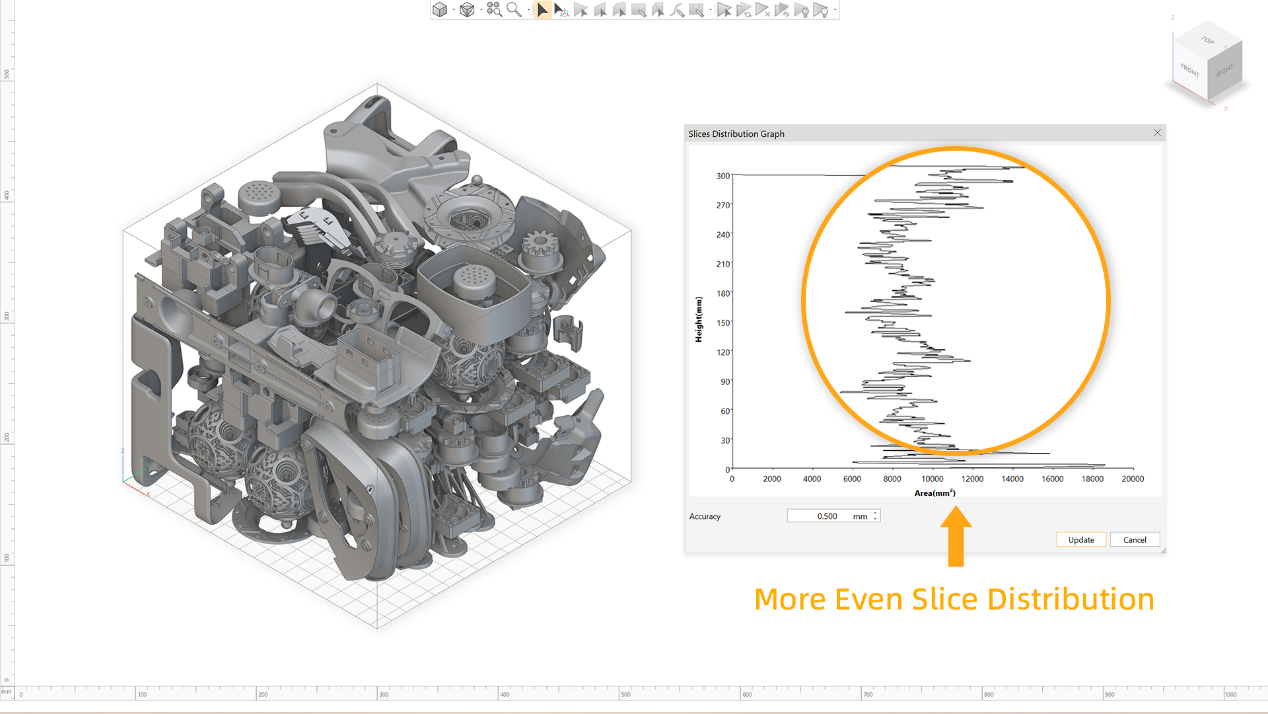 TOP
FRONT
RIGHT
Z
X
Slices Distribution Graph
Height(mm)
300
270
240
210
180
150
120
90
60
30
0
0 2000 4000 6000 8000 10000 12000 14000 16000 18000 20000
Area(mm²)
Accuracy 0.500 mm
Update Cancel
More Even Slice Distribution
500
400
300
200
100
0
Z
X
mm 0 100 200 300 400 500 600 700 800 900 1000